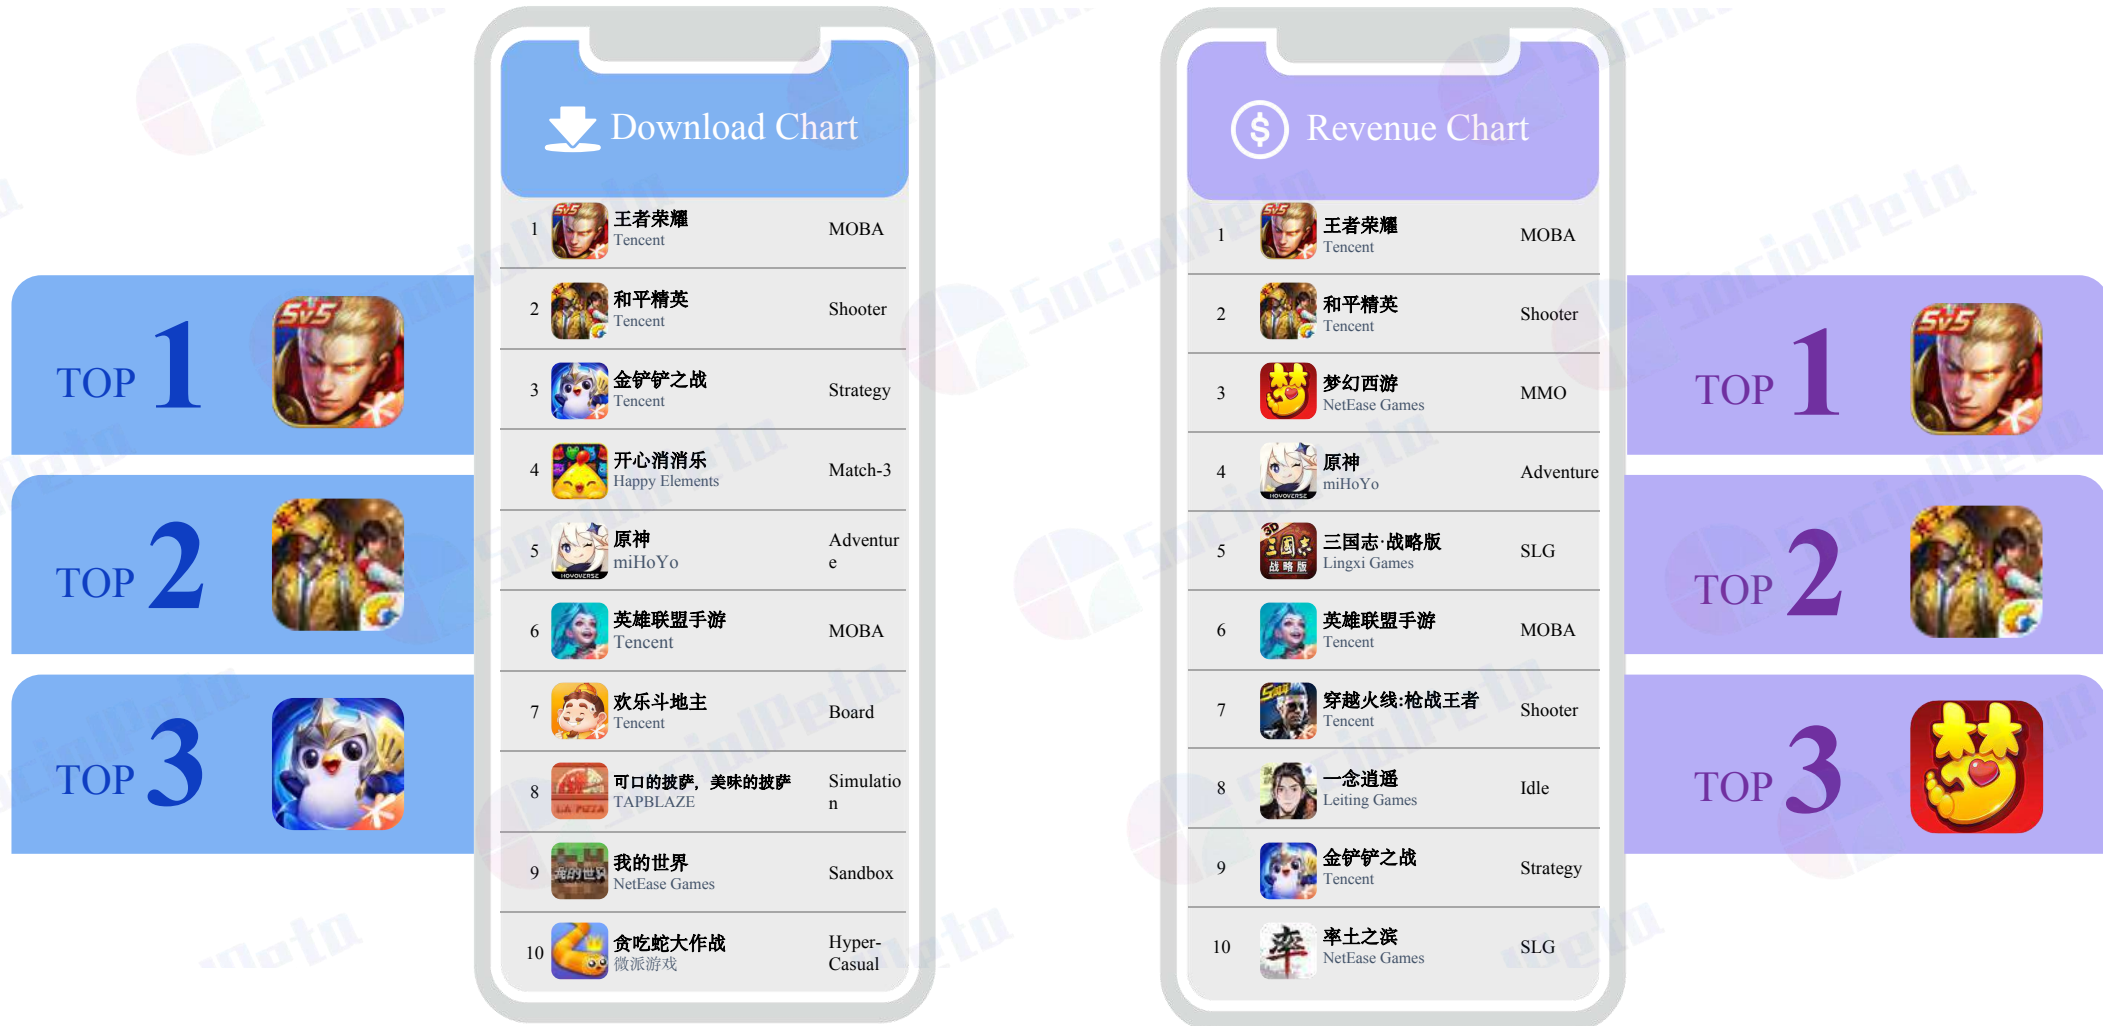 Download Chart
1 王者荣耀 MOBA
Tencent
2 和平精英 Shooter
Tencent
3 金铲铲之战 Strategy
Tencent
4 开心消消乐 Match-3
Happy Elements
5 原神 Adventur
miHoYo e
6 英雄联盟手游 MOBA
Tencent
7 欢乐斗地主 Board
Tencent
8 可口的披萨，美味的披萨 Simulatio
TAPBLAZE n
9 我的世界 Sandbox
NetEase Games
10 贪吃蛇大作战 Hyper-
微派游戏 Casual
TOP 1
5v5
TOP 2
TOP 3
Revenue Chart
1 王者荣耀 MOBA
Tencent
2 和平精英 Shooter
Tencent
3 梦幻西游 MMO
NetEase Games
4 原神 Adventure
miHoYo
5 三国志·战略版 SLG
Lingxi Games
6 英雄联盟手游 MOBA
Tencent
7 穿越火线:枪战王者 Shooter
Tencent
8 一念逍遥 Idle
Leiting Games
9 金铲铲之战 Strategy
Tencent
10 率土之滨 SLG
NetEase Games
TOP 1
5v5
TOP 2
TOP 3
SocialPeta